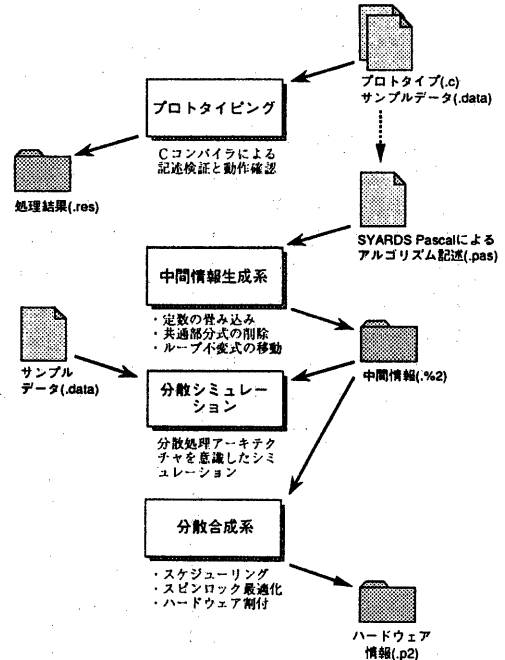 プロトタイプ(.c)
サンプルデータ(.data)
プロトタイピング
Cコンパイラによる
記述検証と動作確認
処理結果(.res)
SYARDS Pascalによる
アルゴリズム記述(.pas)
中間情報生成系
・定数の畳み込み
・共通部分式の削除
・ループ不変式の移動
サンプル
データ(.data)
中間情報(.%2)
分散シミュレー
ション
分散処理アーキテク
チャを意識したシミ
ュレーション
分散合成系
・スケジューリング
・スピンロック最適化
・ハードウェア割付
ハードウェア
情報(.p2)